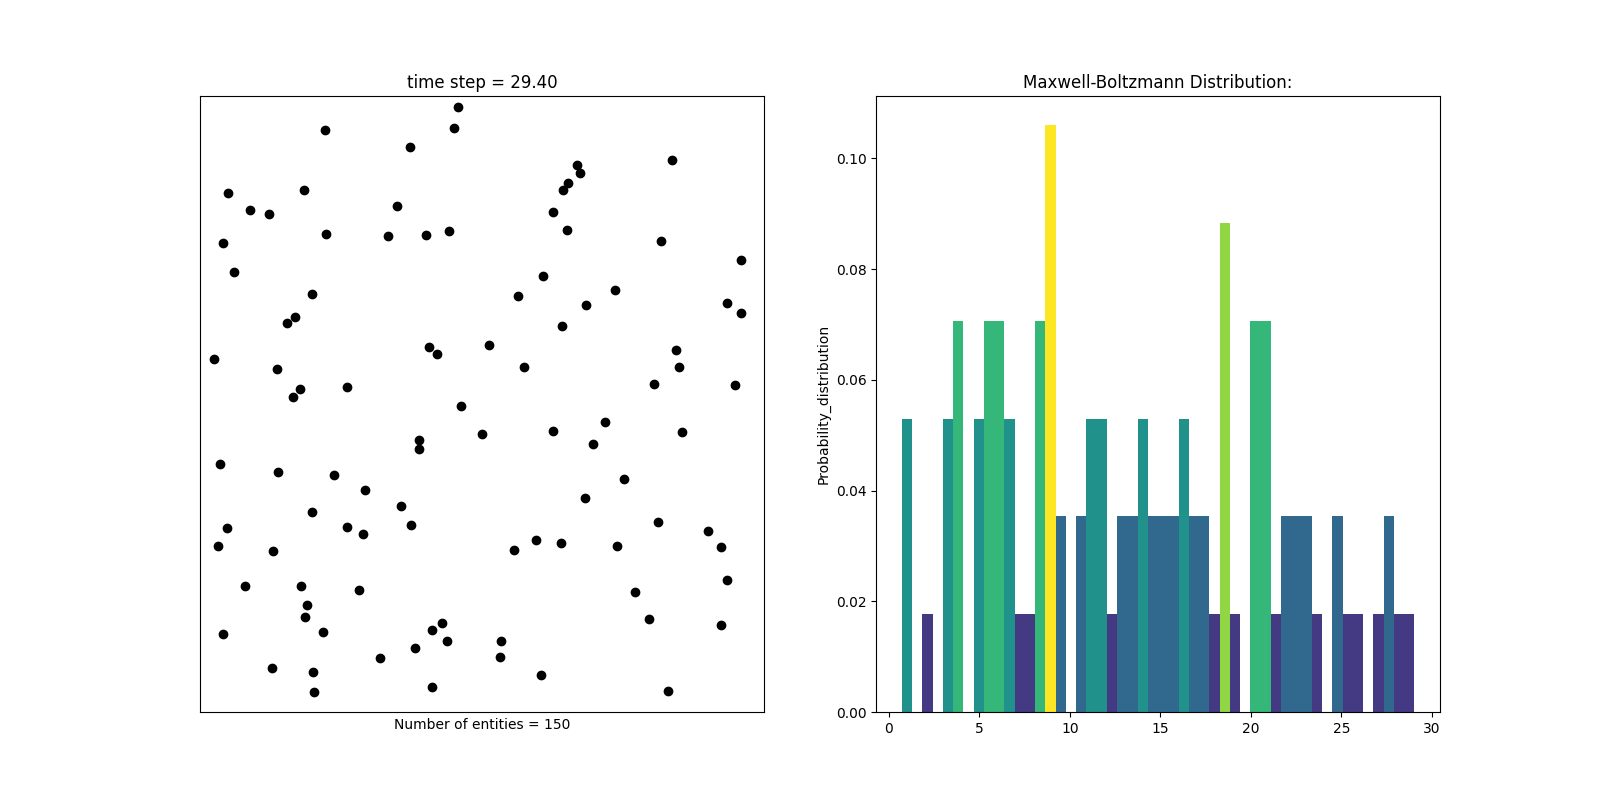 time step = 29.40
Number of entities = 150
Maxwell-Boltzmann Distribution:
Probability_distribution
0.10
0.08
0.06
0.04
0.02
0.00
0 5 10 15 20 25 30